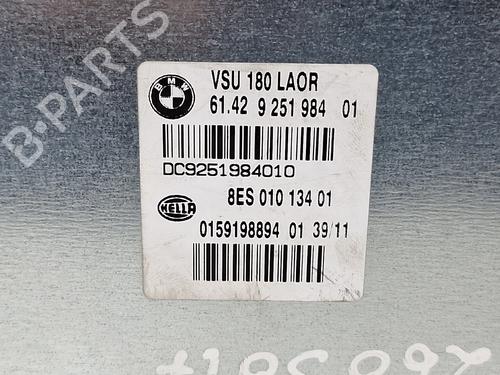 B-PARTS
BMW
VSU 180 LAOR
61.42 9 251 984 01
DC9251984010
8ES 010 134 01
HELLA
0159198894 01 39/11